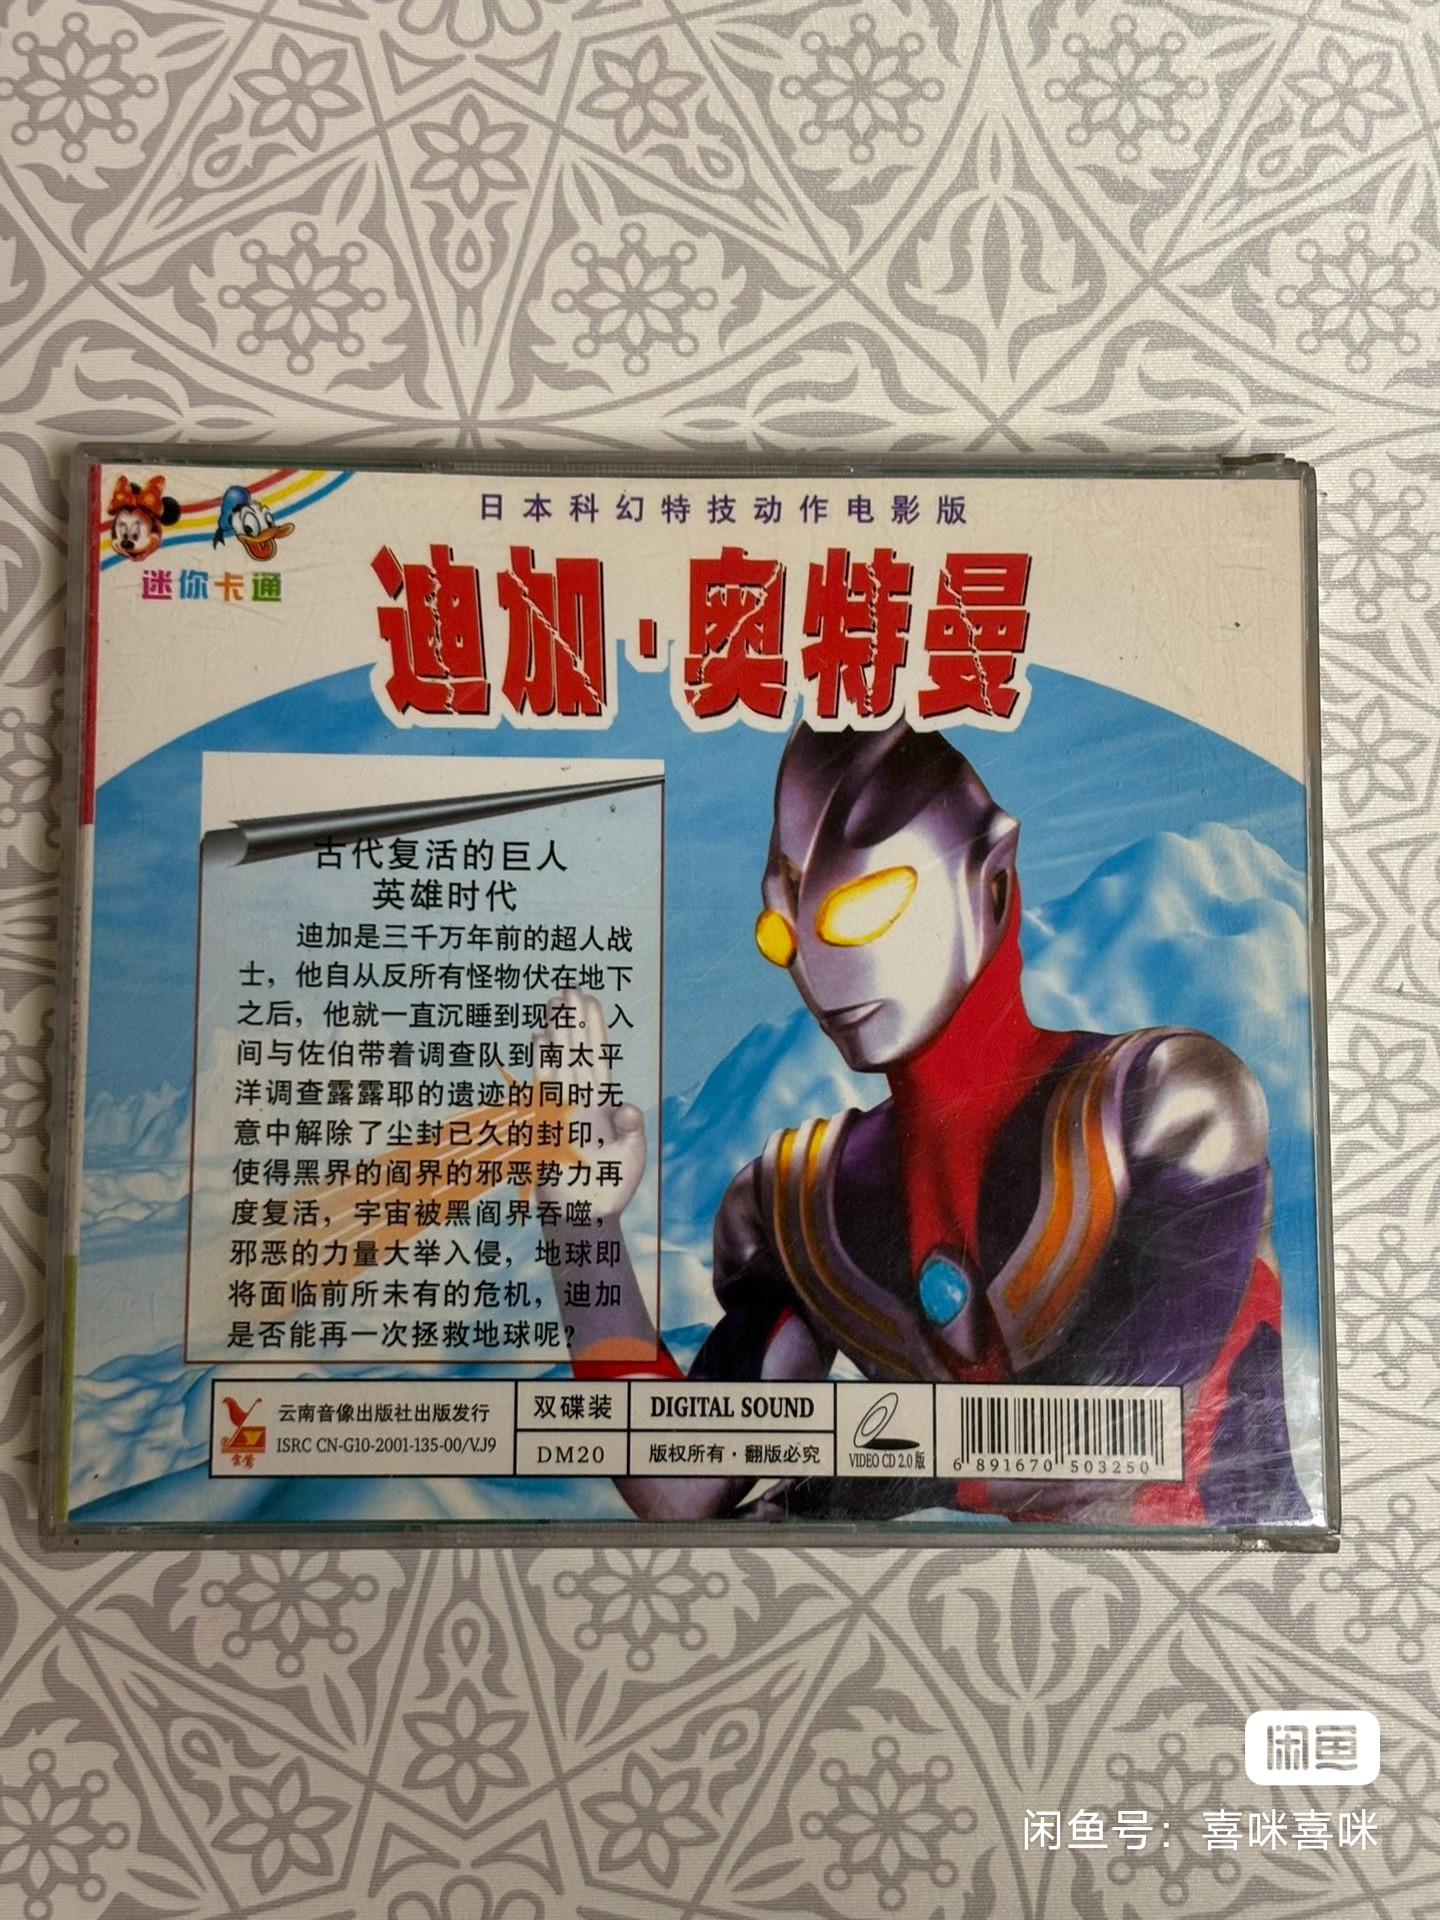 日本科幻特技动作电影版
迷你卡通
迪加·奥特曼
古代复活的巨人
英雄时代
迪加是三千万年前的超人战
士，他自从反所有怪物伏在地下
之后，他就一直沉睡到现在。入
间与佐伯带着调查队到南太平
洋调查露露耶的遗迹的同时无
意中解除了尘封已久的封印，
使得黑界的阎界的邪恶势力再
度复活，宇宙被黑阎界吞噬，
邪恶的力量大举入侵，地球即
将面临前所未有的危机，迪加
是否能再一次拯救地球呢？
云南音像出版社出版发行
ISRC CN-G10-2001-135-00/V.J9
双碟装
DM20
DIGITAL SOUND
版权所有·翻版必究
VIDEO CD 2.0版
6 891670 503250
闲鱼
闲鱼号：喜咪喜咪